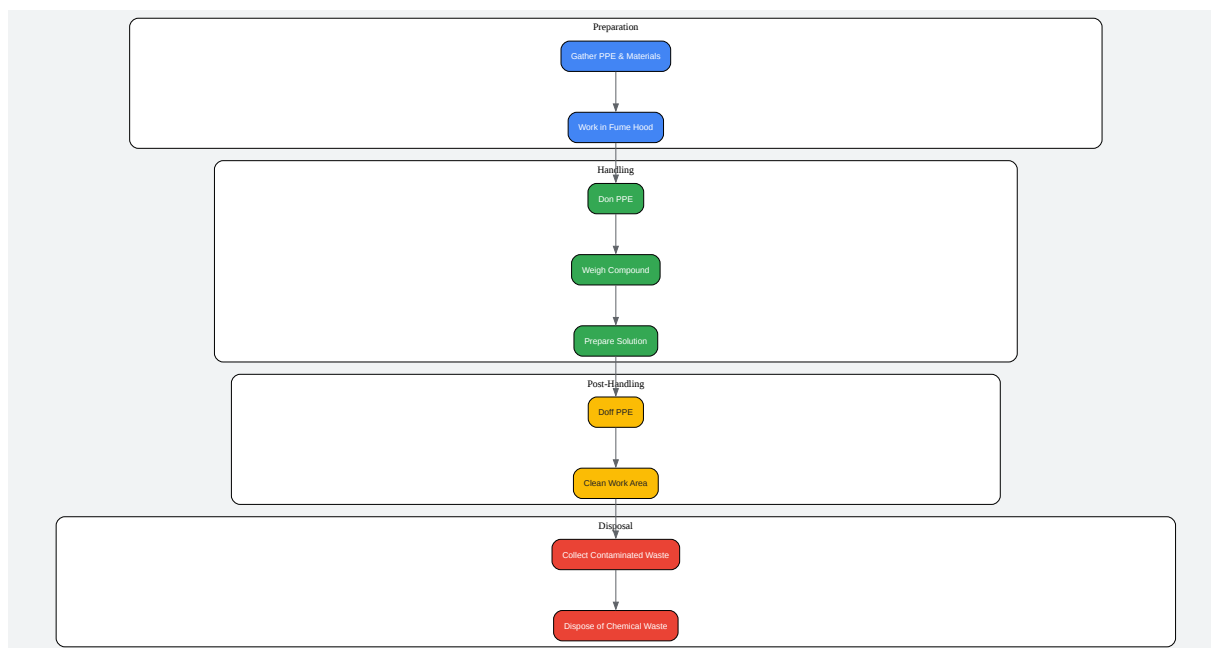 Preparation
Gather PPE & Materials
Work in Fume Hood
Handling
Don PPE
Weigh Compound
Prepare Solution
Post-Handling
Doff PPE
Clean Work Area
Disposal
Collect Contaminated Waste
Dispose of Chemical Waste